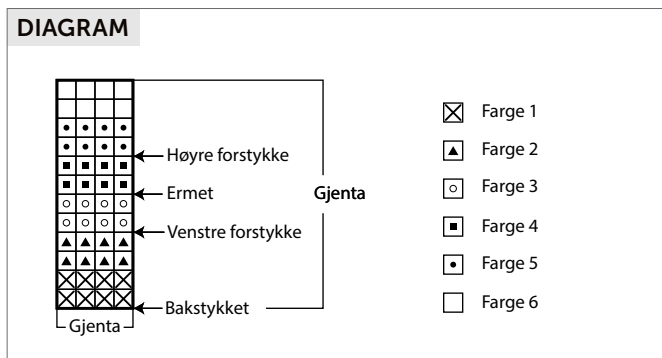 DIAGRAM
Høyre forstykke
Ermet
Gjenta
Venstre forstykke
Bakstykket
Gjenta
Farge 1
Farge 2
Farge 3
Farge 4
Farge 5
Farge 6